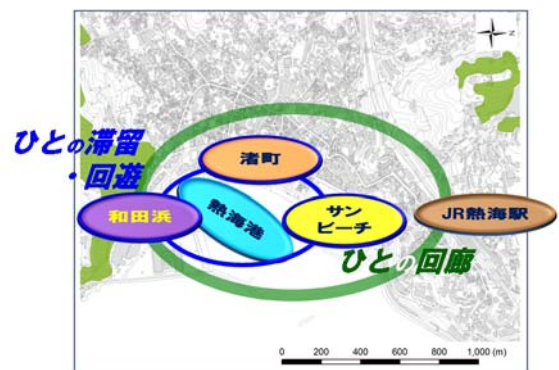 N
ひとの滞留
・回遊
渚町
和田浜
熱海港
サン
ビーチ
JR熱海駅
ひとの回廊
0 200 400 600 800 1,000 (m)